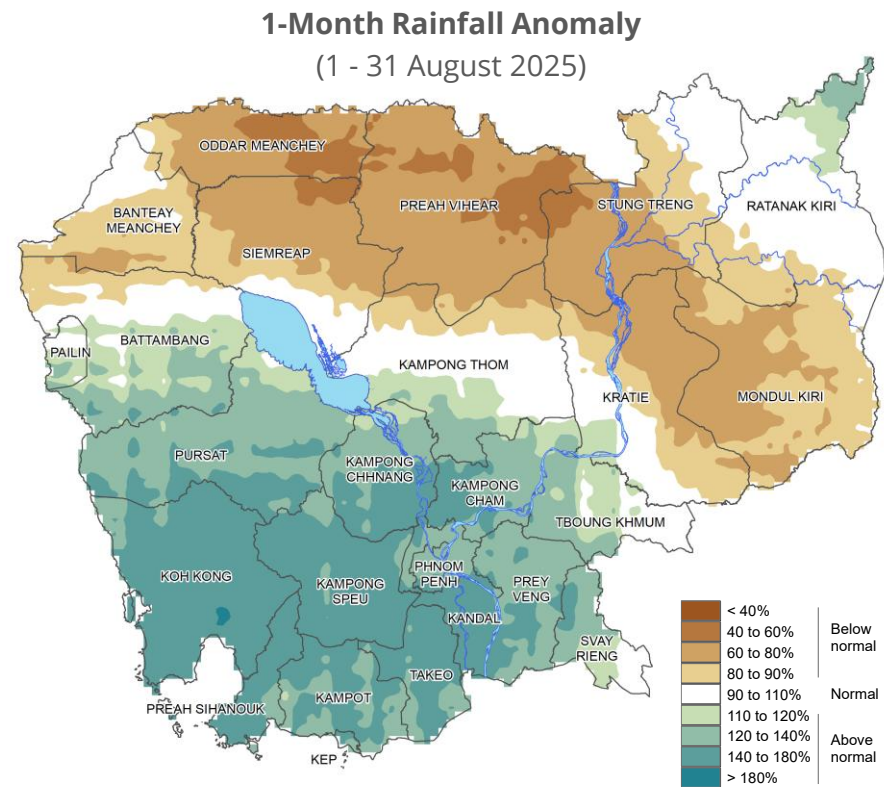 1-Month Rainfall Anomaly
(1 - 31 August 2025)
ODDAR MEANCHEY
PREAH VIHEAR
STUNG TRENG
RATANAK KIRI
BANTEAY
MEANCHEY
SIEMREAP
BATTAMBANG
PAILIN
KAMPONG THOM
KRATIE
MONDUL KIRI
PURSAT
KAMPONG
CHHNANG
KAMPONG
CHAM
TBOUNG KHMUM
KOH KONG
KAMPONG
SPEU
PHNOM
PENH
PREY
VENG
KANDAL
SVAY
RIENG
TAKEO
KAMPOT
PREAH SIHANOUK
KEP
< 40%
40 to 60%
60 to 80%
80 to 90%
Below
normal
90 to 110%
Normal
110 to 120%
120 to 140%
140 to 180%
> 180%
Above
normal